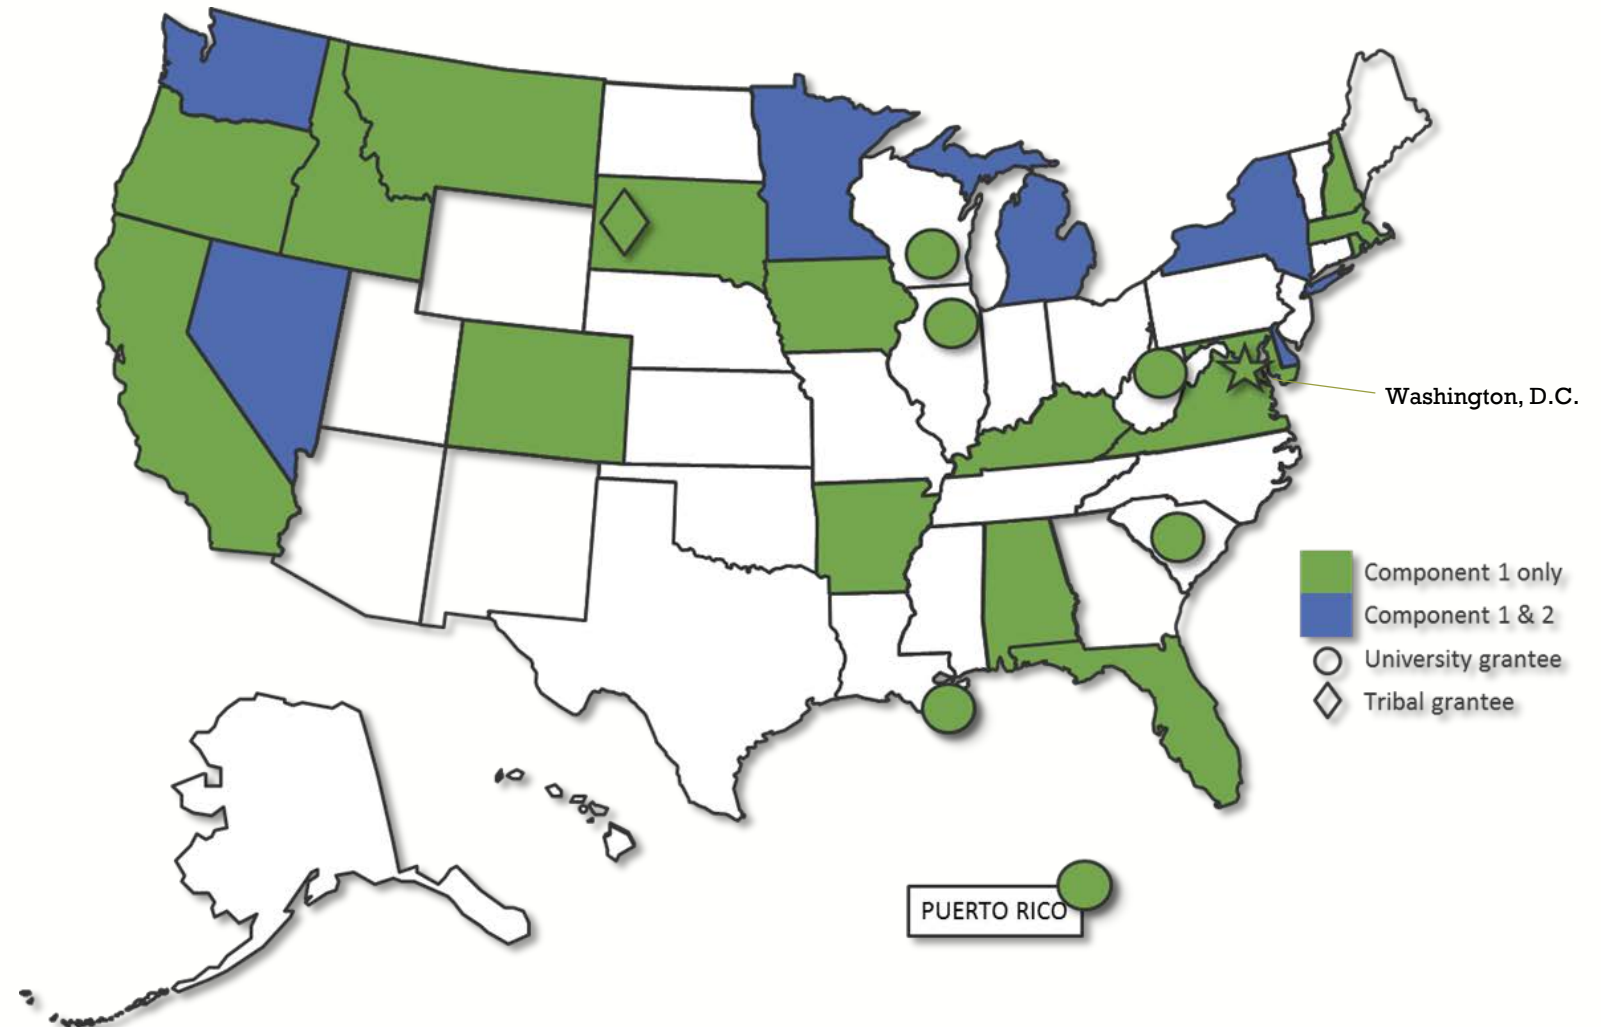 Washington, D.C.
Component 1 only
Component 1 & 2
University grantee
Tribal grantee
PUERTO RICO